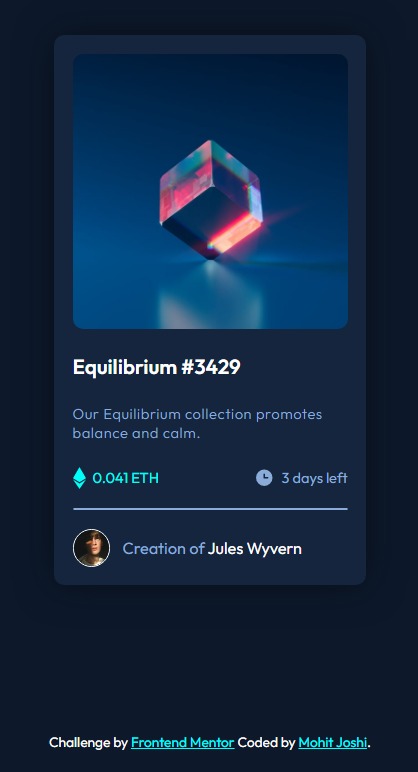 Equilibrium #3429
Our Equilibrium collection promotes
balance and calm.
0.041 ETH 3 days left
Creation of Jules Wyvern
Challenge by Frontend Mentor Coded by Mohit Joshi.